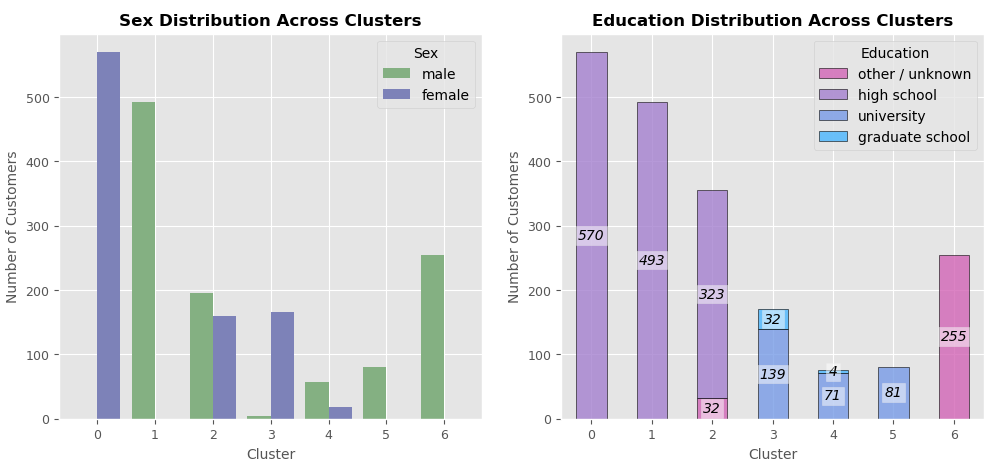 Sex Distribution Across Clusters
Number of Customers
500
400
300
200
100
0
0 1 2 3 4 5 6
Cluster
Sex
male
female
Education Distribution Across Clusters
Number of Customers
500
400
300
200
100
0
0 1 2 3 4 5 6
Cluster
Education
other / unknown
high school
university
graduate school
570
493
323
32
32
139
4
71
81
255